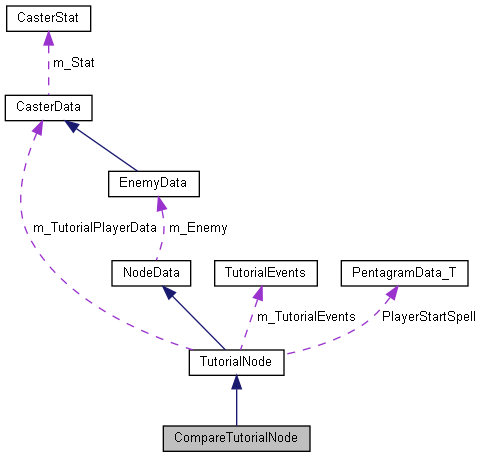 CasterStat
m_Stat
CasterData
EnemyData
m_TutorialPlayerData
m_Enemy
NodeData
TutorialEvents
PentagramData_T
m_TutorialEvents
PlayerStartSpell
TutorialNode
CompareTutorialNode